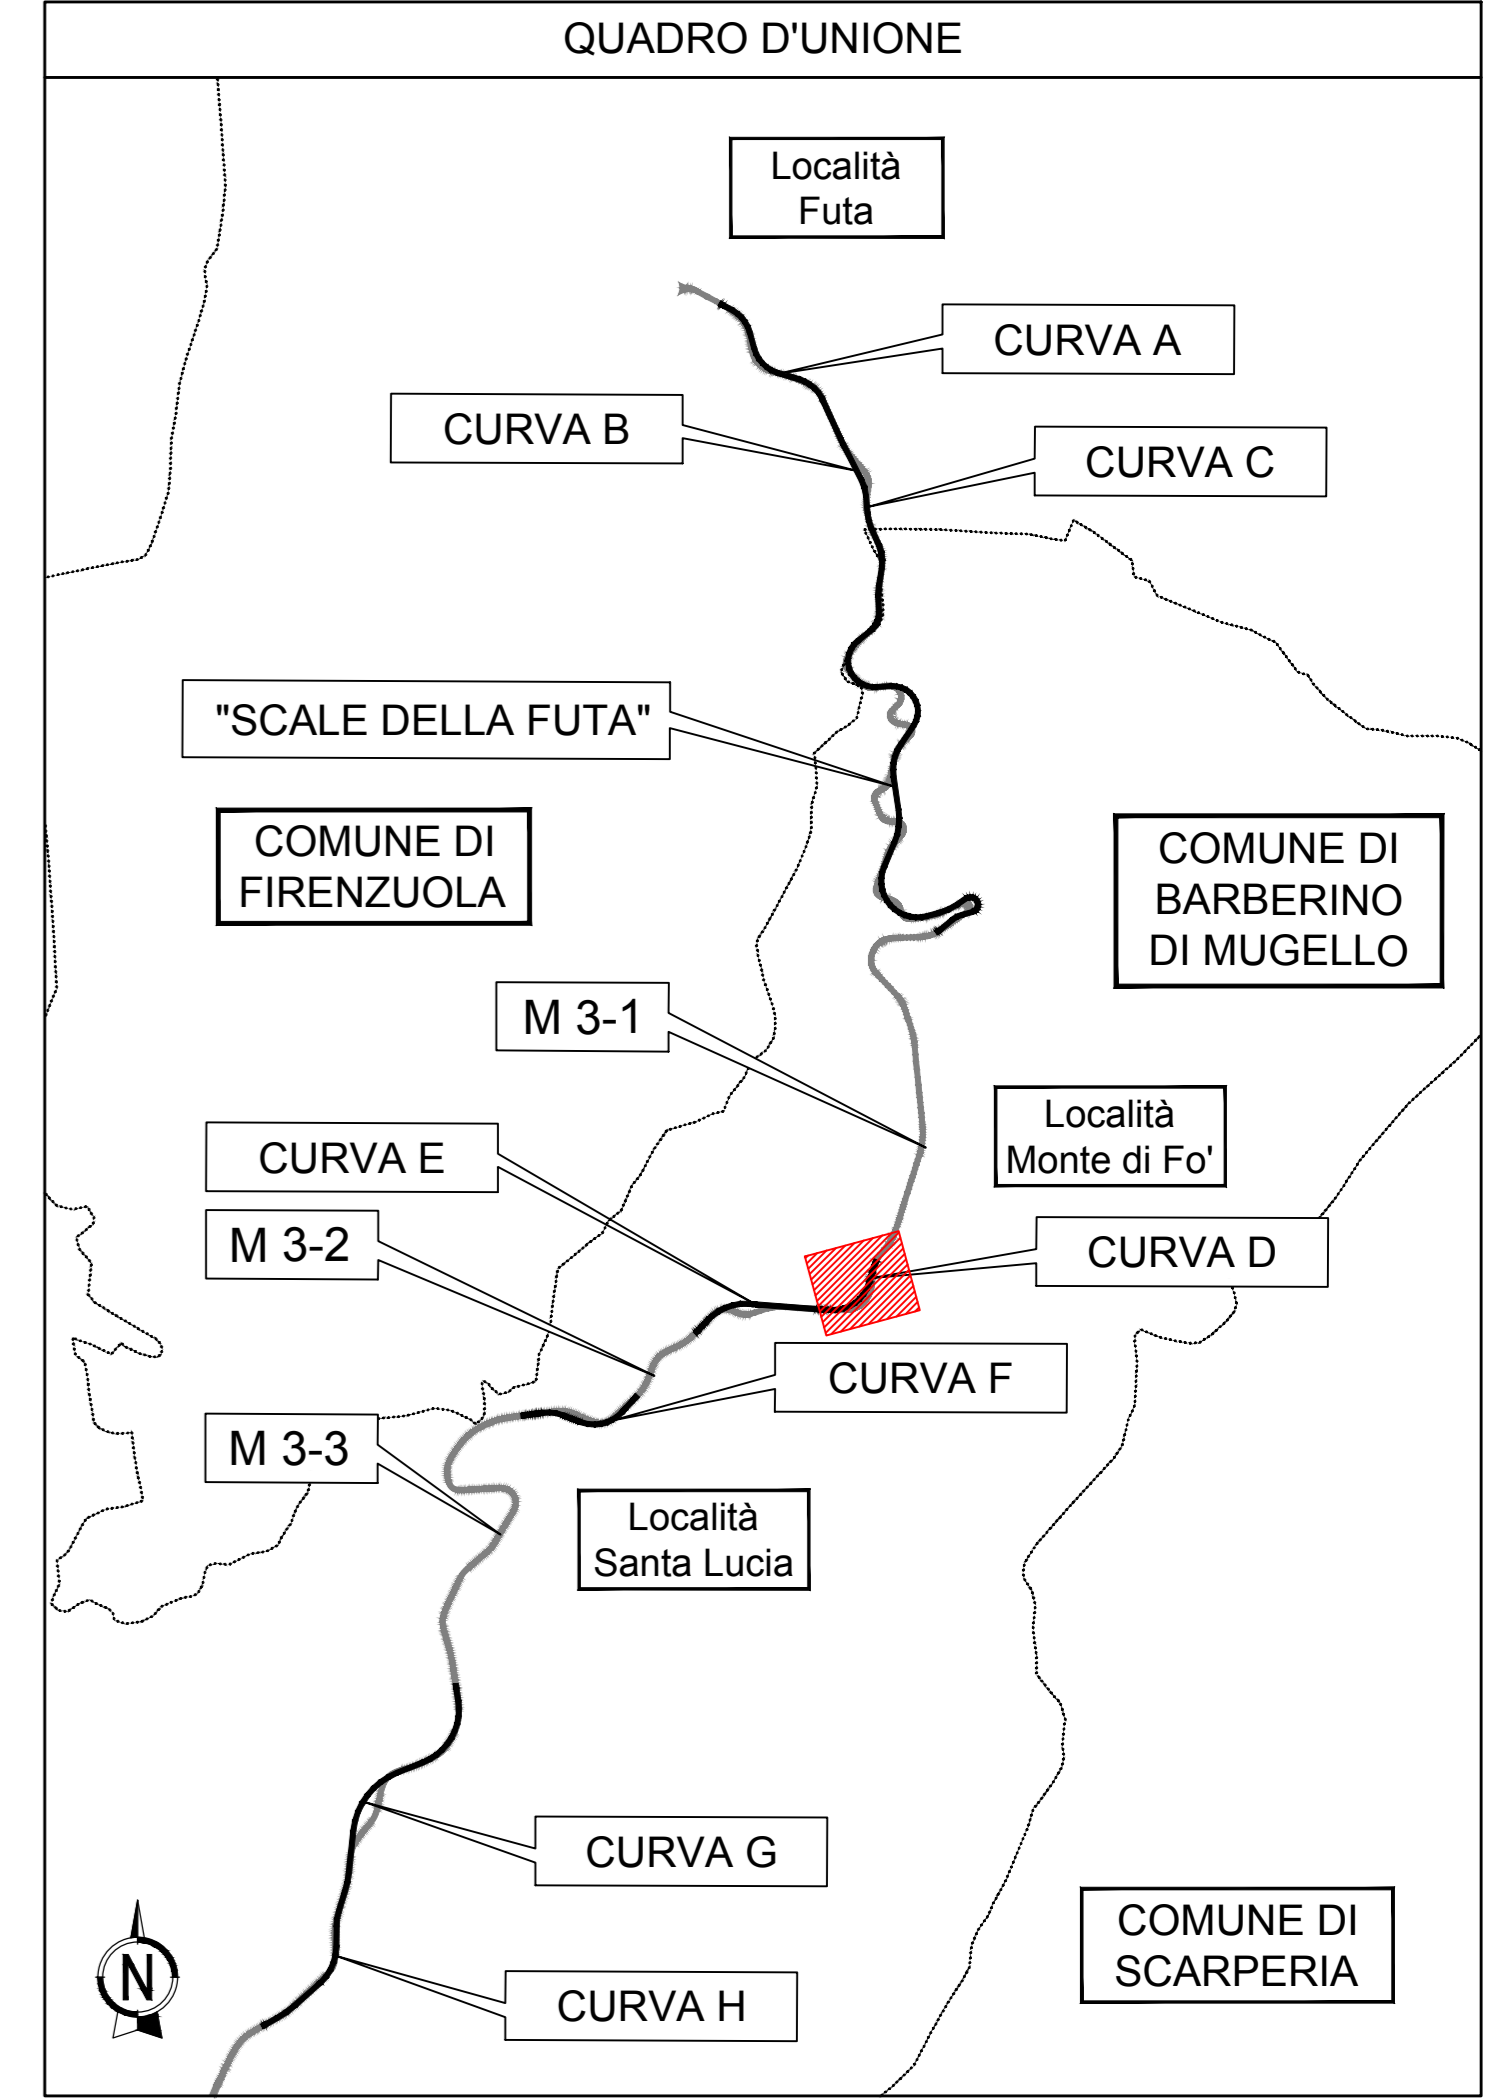 QUADRO D'UNIONE
Località
Futa
CURVA A
CURVA B
CURVA C
"SCALE DELLA FUTA"
COMUNE DI
FIRENZUOLA
COMUNE DI
BARBERINO
DI MUGELLO
M 3-1
Località
Monte di Fo'
CURVA E
M 3-2
CURVA D
CURVA F
M 3-3
Località
Santa Lucia
CURVA G
COMUNE DI
SCARPERIA
N
CURVA H